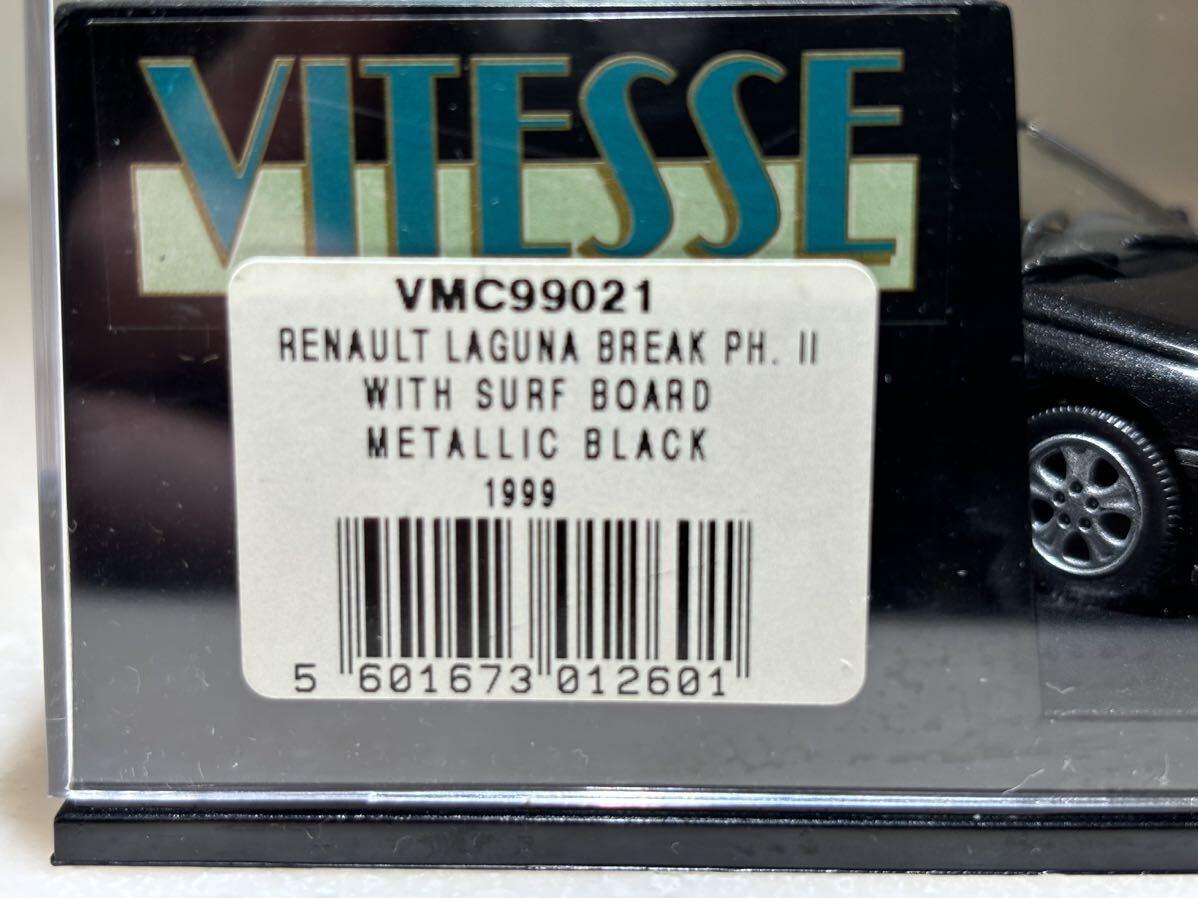 VITESSE
VMC99021
RENAULT LAGUNA BREAK PH. II
WITH SURF BOARD
METALLIC BLACK
1999
5 601673 012601